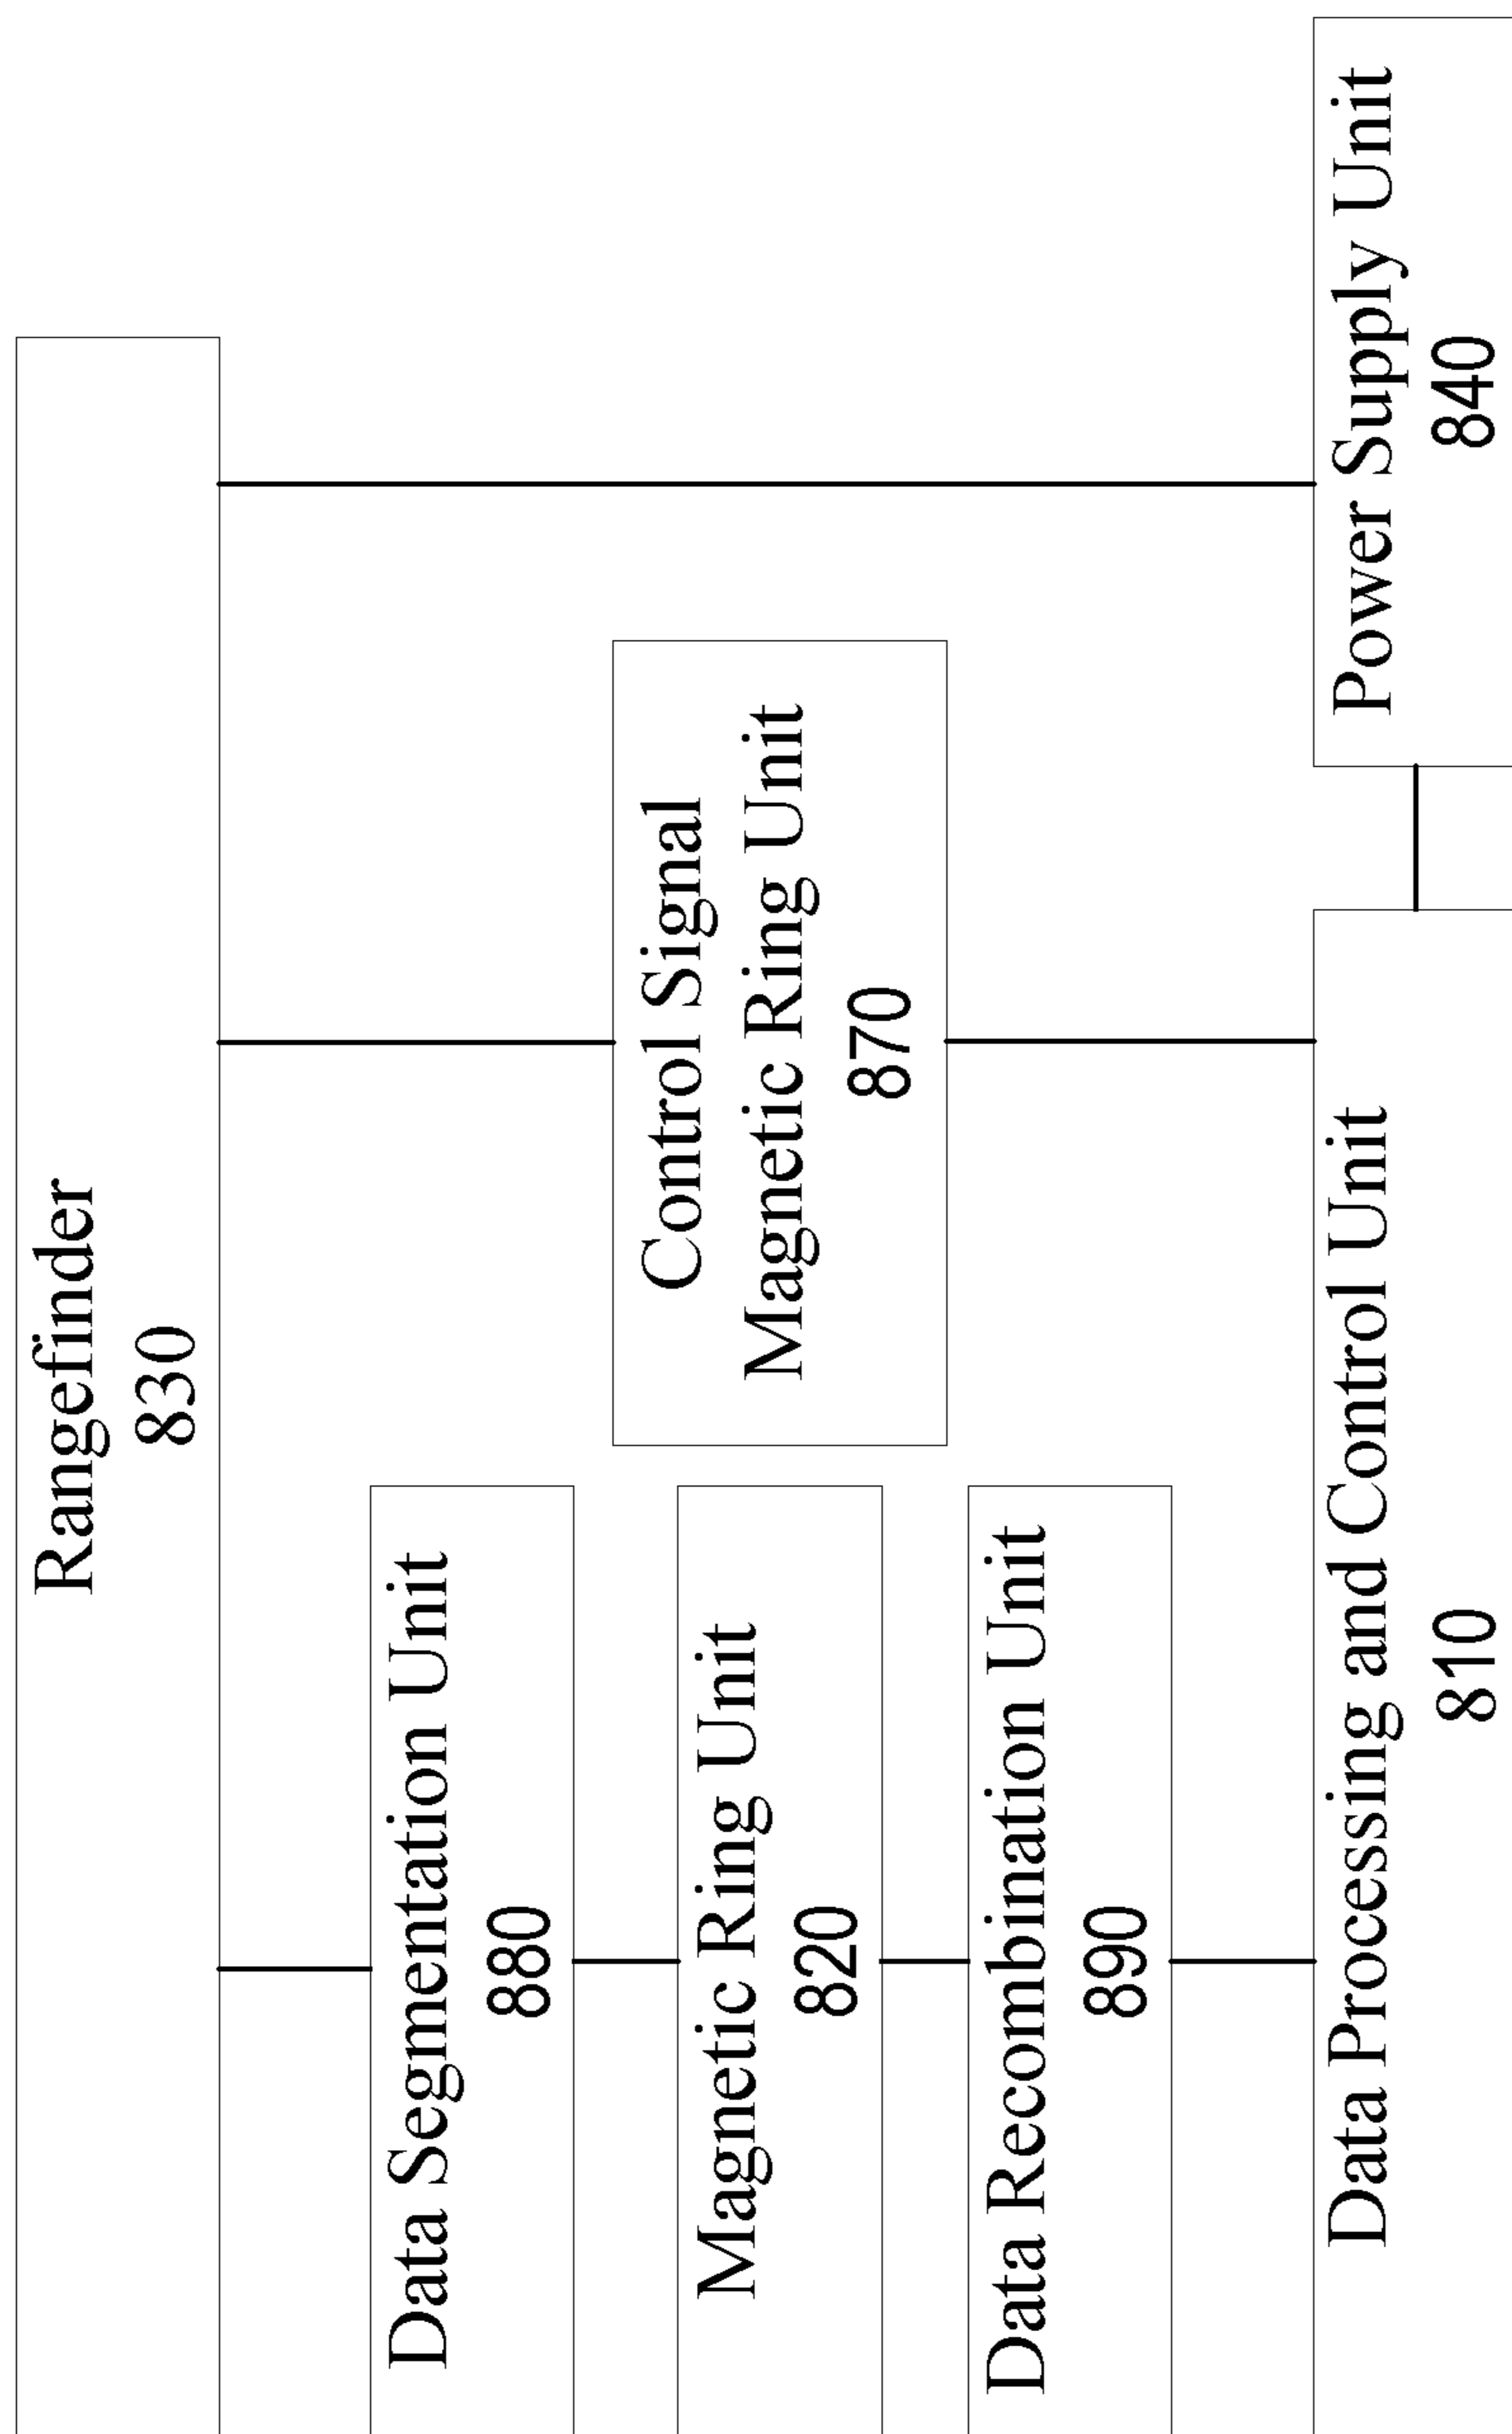 Rangefinder
830
Data Segmentation Unit
880
Control Signal
Magnetic Ring Unit
870
Magnetic Ring Unit
820
Data Recombination Unit
890
Data Processing and Control Unit
810
Power Supply Unit
840